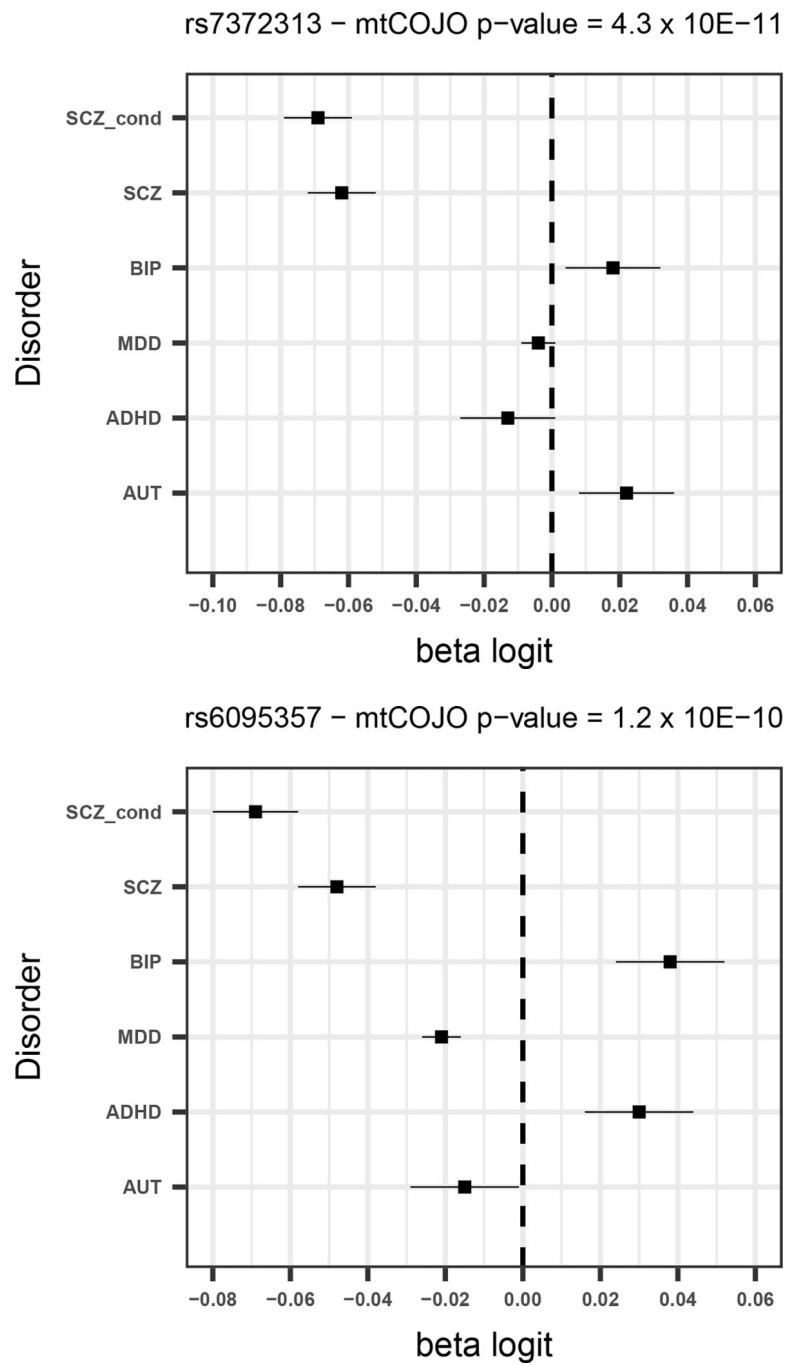 rs7372313 − mtCOJO p−value = 4.3 x 10E−11
SCZ_cond
SCZ
BIP
MDD
ADHD
AUT
Disorder
−0.10 −0.08 −0.06 −0.04 −0.02 0.00 0.02 0.04 0.06
beta logit
rs6095357 − mtCOJO p−value = 1.2 x 10E−10
SCZ_cond
SCZ
BIP
MDD
ADHD
AUT
Disorder
−0.08 −0.06 −0.04 −0.02 0.00 0.02 0.04 0.06
beta logit